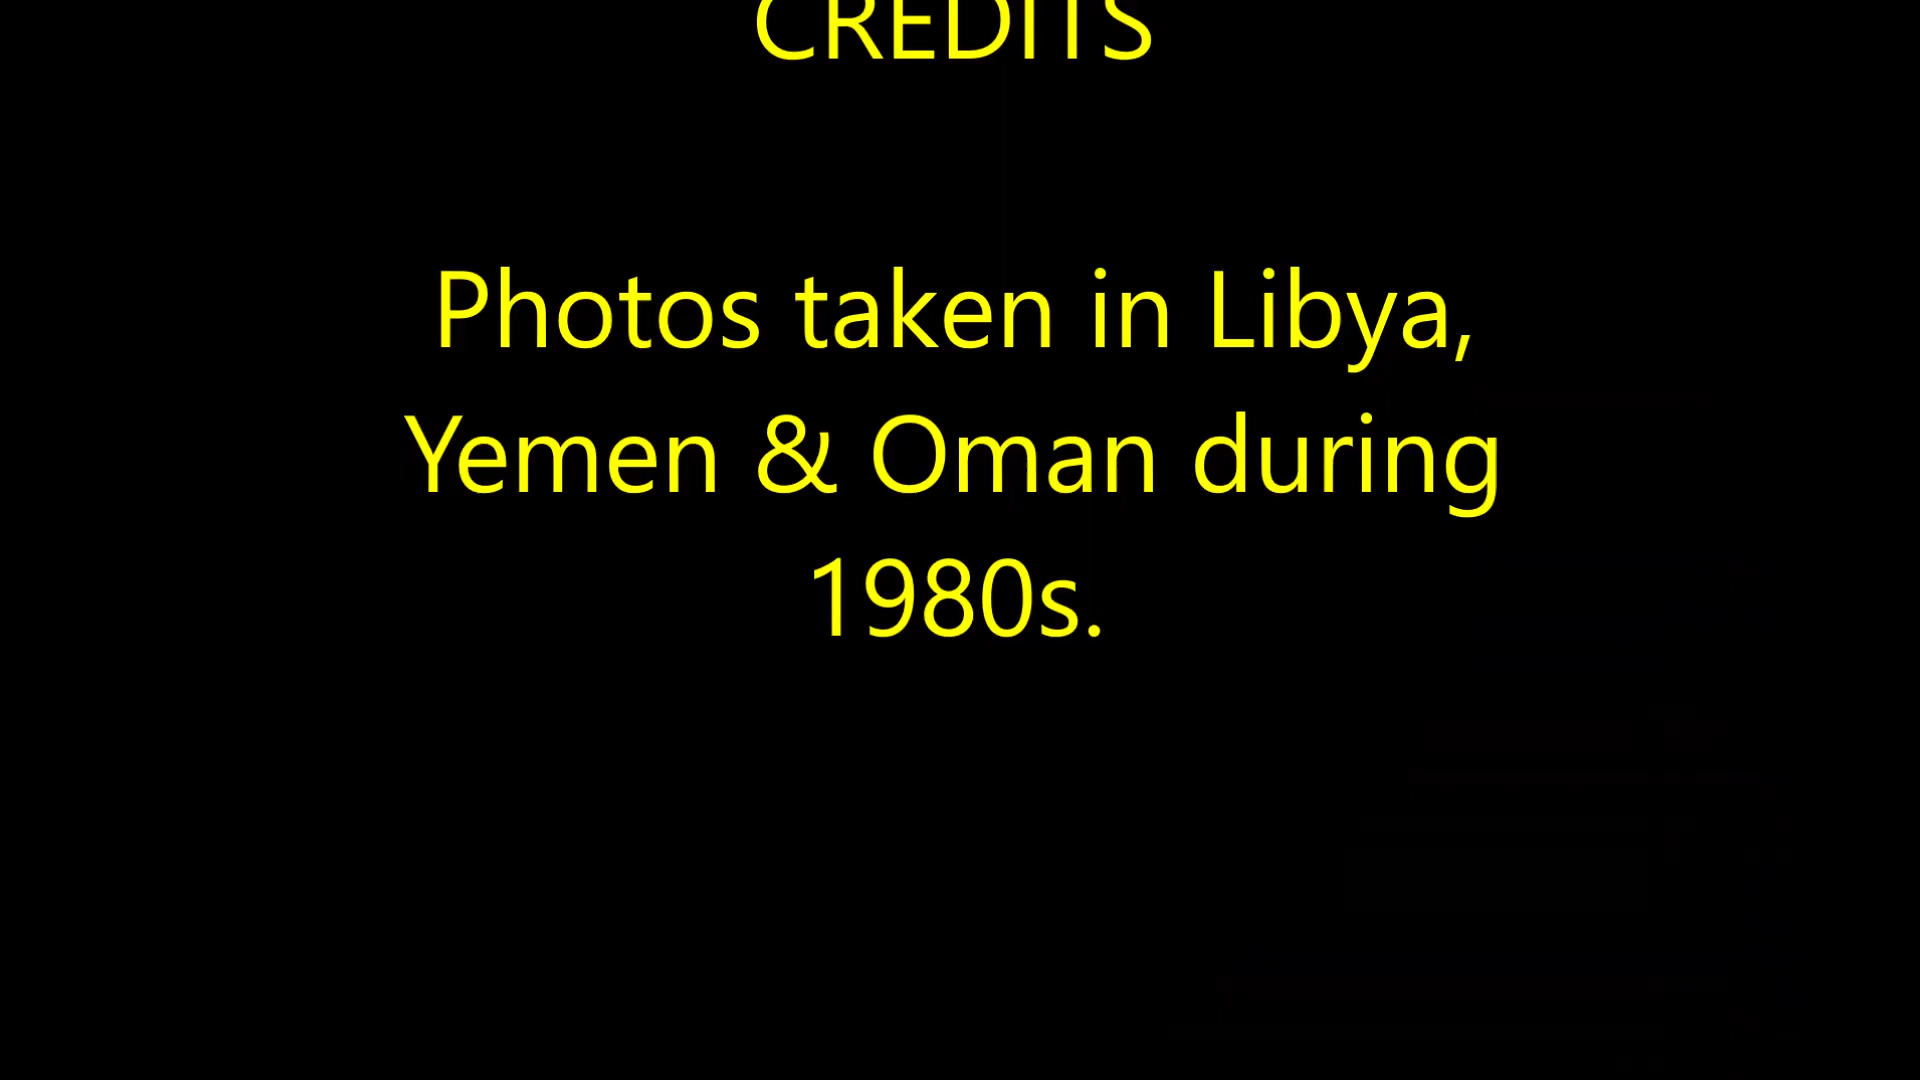 CREDITS
Photos taken in Libya,
Yemen & Oman during
1980s.